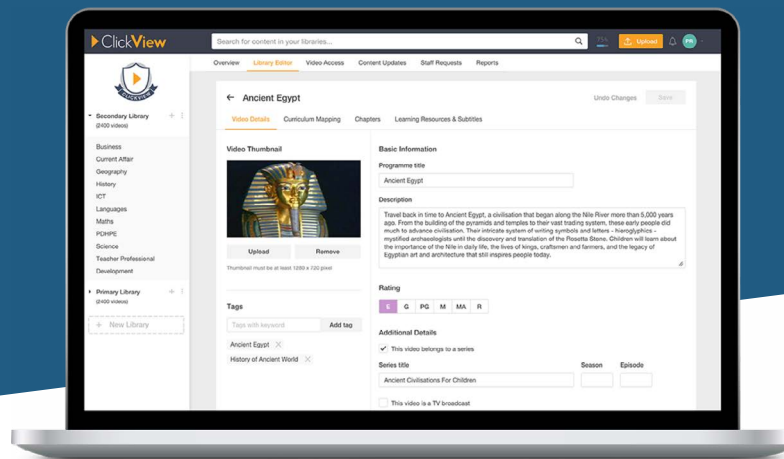 ClickView
Search for content in your libraries...
Upload
PR
Overview Library Editor Video Access Content Updates Staff Requests Reports
CLICKVIEW
← Ancient Egypt
Undo Changes Save
Secondary Library
(2400 videos)
Video Details Curriculum Mapping Chapters Learning Resources & Subtitles
Business
Current Affair
Geography
History
ICT
Languages
Maths
PDHPE
Science
Teacher Professional
Development
Primary Library
(2400 videos)
+ New Library
Video Thumbnail
Upload Remove
Thumbnail must be at least 1280 x 720 pixel
Tags
Tags with keyword Add tag
Ancient Egypt
History of Ancient World
Basic Information
Programme title
Ancient Egypt
Description
Travel back in time to Ancient Egypt, a civilisation that began along the Nile River more than 5,000 years
ago. From the building of the pyramids and temples to their vast trading system, these early people did
much to advance civilisation. Their intricate system of writing symbols and letters - hieroglyphics -
mystified archaeologists until the discovery and translation of the Rosetta Stone. Children will learn about
the importance of the Nile in daily life, the lives of kings, craftsmen and farmers, and the legacy of
Egyptian art and architecture that still inspires people today.
Rating
E G PG M MA R
Additional Details
This video belongs to a series
Series title Season Episode
Ancient Civilisations For Children
This video is a TV broadcast